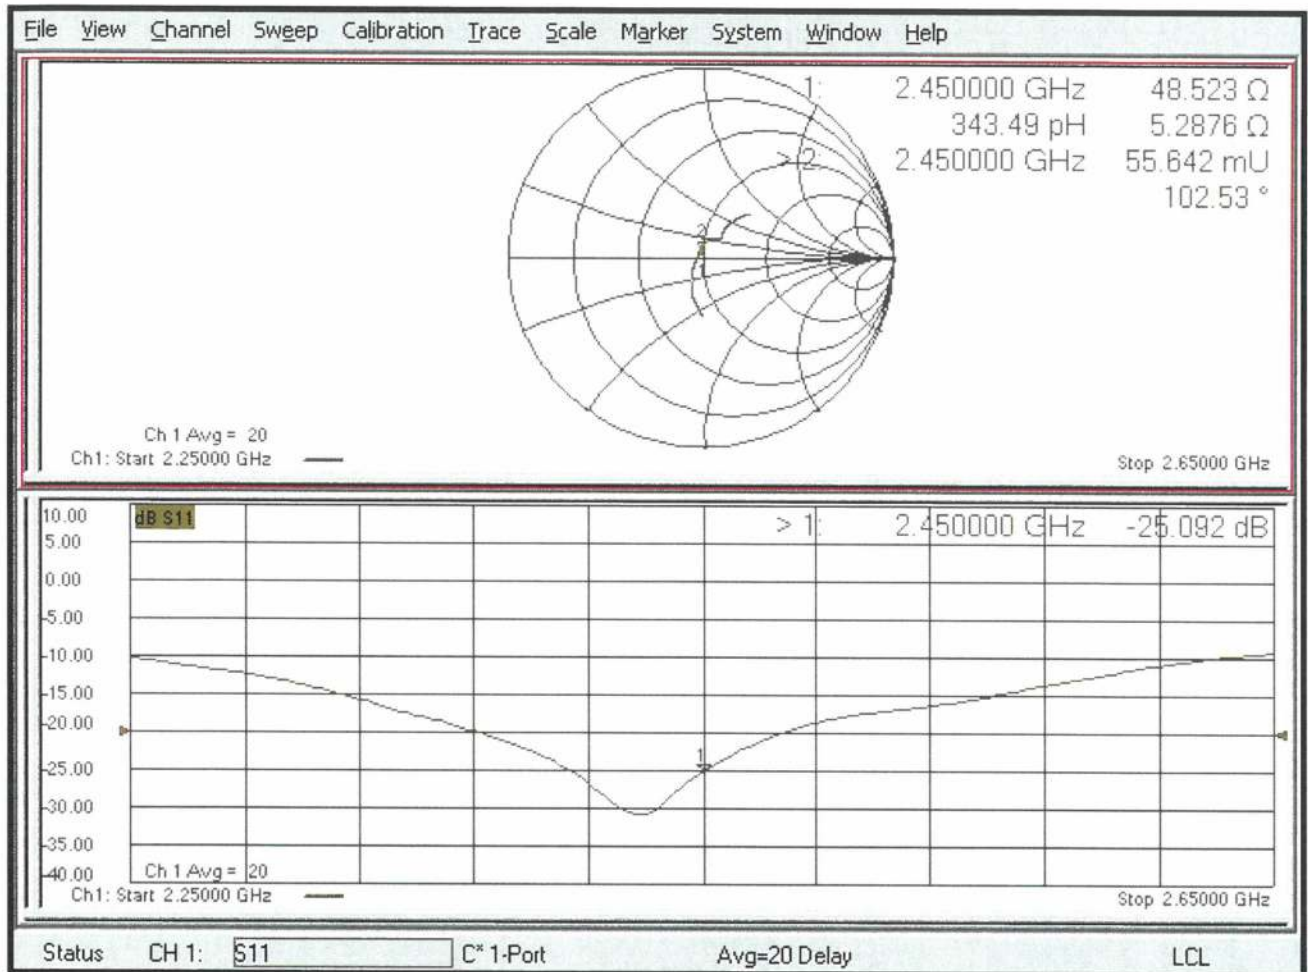 File View Channel Sweep Calibration Trace Scale Marker System Window Help
1: 2.450000 GHz 48.523 Ω
343.49 pH 5.2876 Ω
> 2: 2.450000 GHz 55.642 mU
102.53 °
2
1
Ch 1 Avg = 20
Ch1: Start 2.25000 GHz
Stop 2.65000 GHz
10.00
dB S11
> 1: 2.450000 GHz -25.092 dB
5.00
0.00
-5.00
-10.00
-15.00
-20.00
1
-25.00
-30.00
-35.00
-40.00
Ch 1 Avg = 20
Ch1: Start 2.25000 GHz
Stop 2.65000 GHz
Status CH 1: S11 C* 1-Port Avg=20 Delay LCL